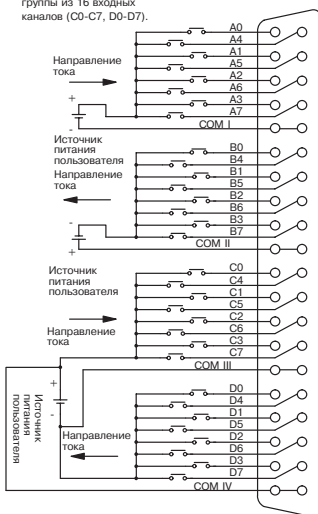 группы из 16 входных
каналов (C0-C7, D0-D7).
A0
A4
Направление
тока
A1
A5
A2
A6
A3
A7
+
-
COM I
Источник
питания
пользователя
B0
B4
Направление
тока
B1
B5
B2
B6
B3
B7
-
+
COM II
Источник
питания
пользователя
C0
C4
C1
C5
Направление
тока
C2
C6
C3
C7
COM III
+
-
Источник
питания
пользователя
D0
D4
D1
D5
Направление
тока
D2
D6
D3
D7
COM IV